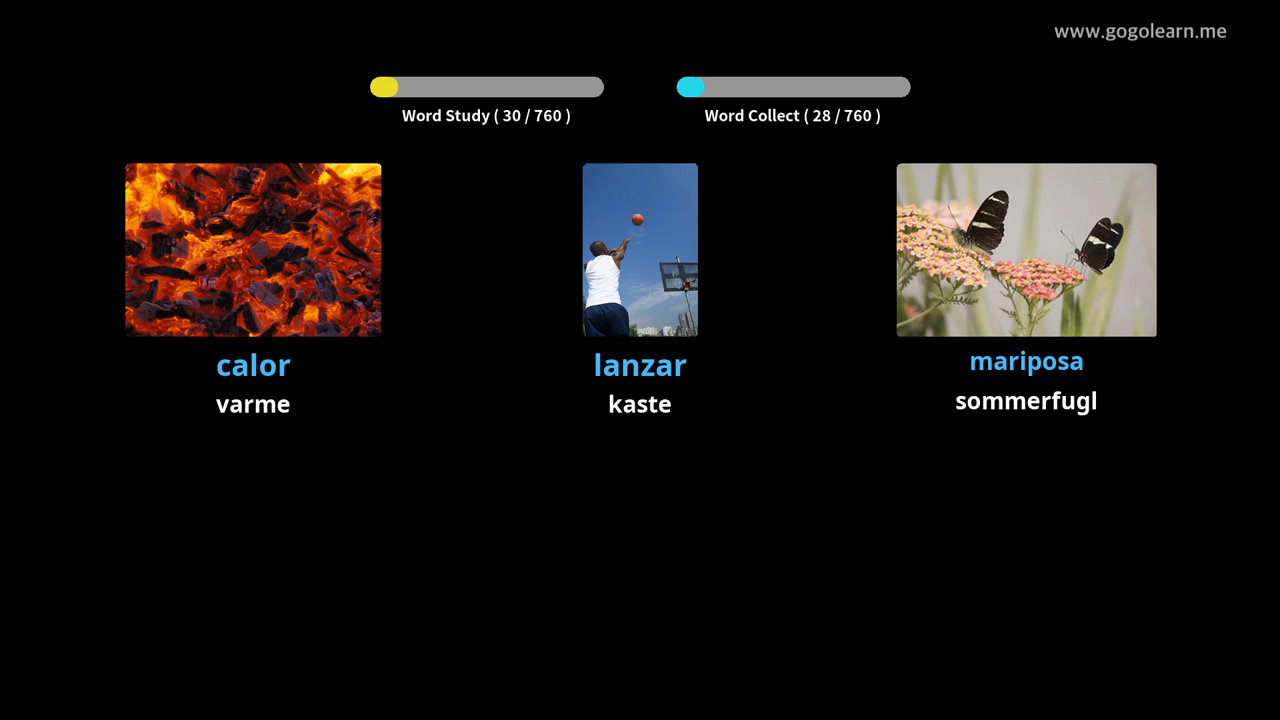 www.gogolearn.me
Word Study ( 30 / 760 )
Word Collect ( 28 / 760 )
calor
varme
lanzar
kaste
mariposa
sommerfugl